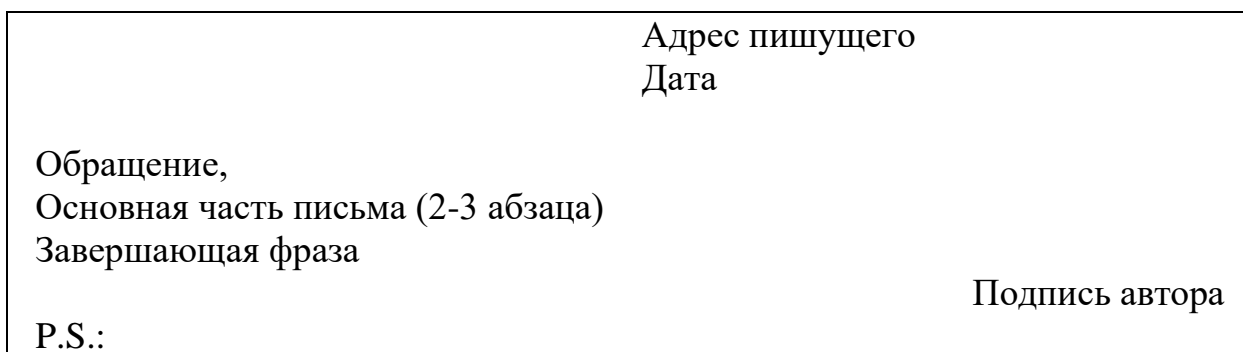 Адрес пишущего
Дата
Обращение,
Основная часть письма (2-3 абзаца)
Завершающая фраза
Подпись автора
P.S.: